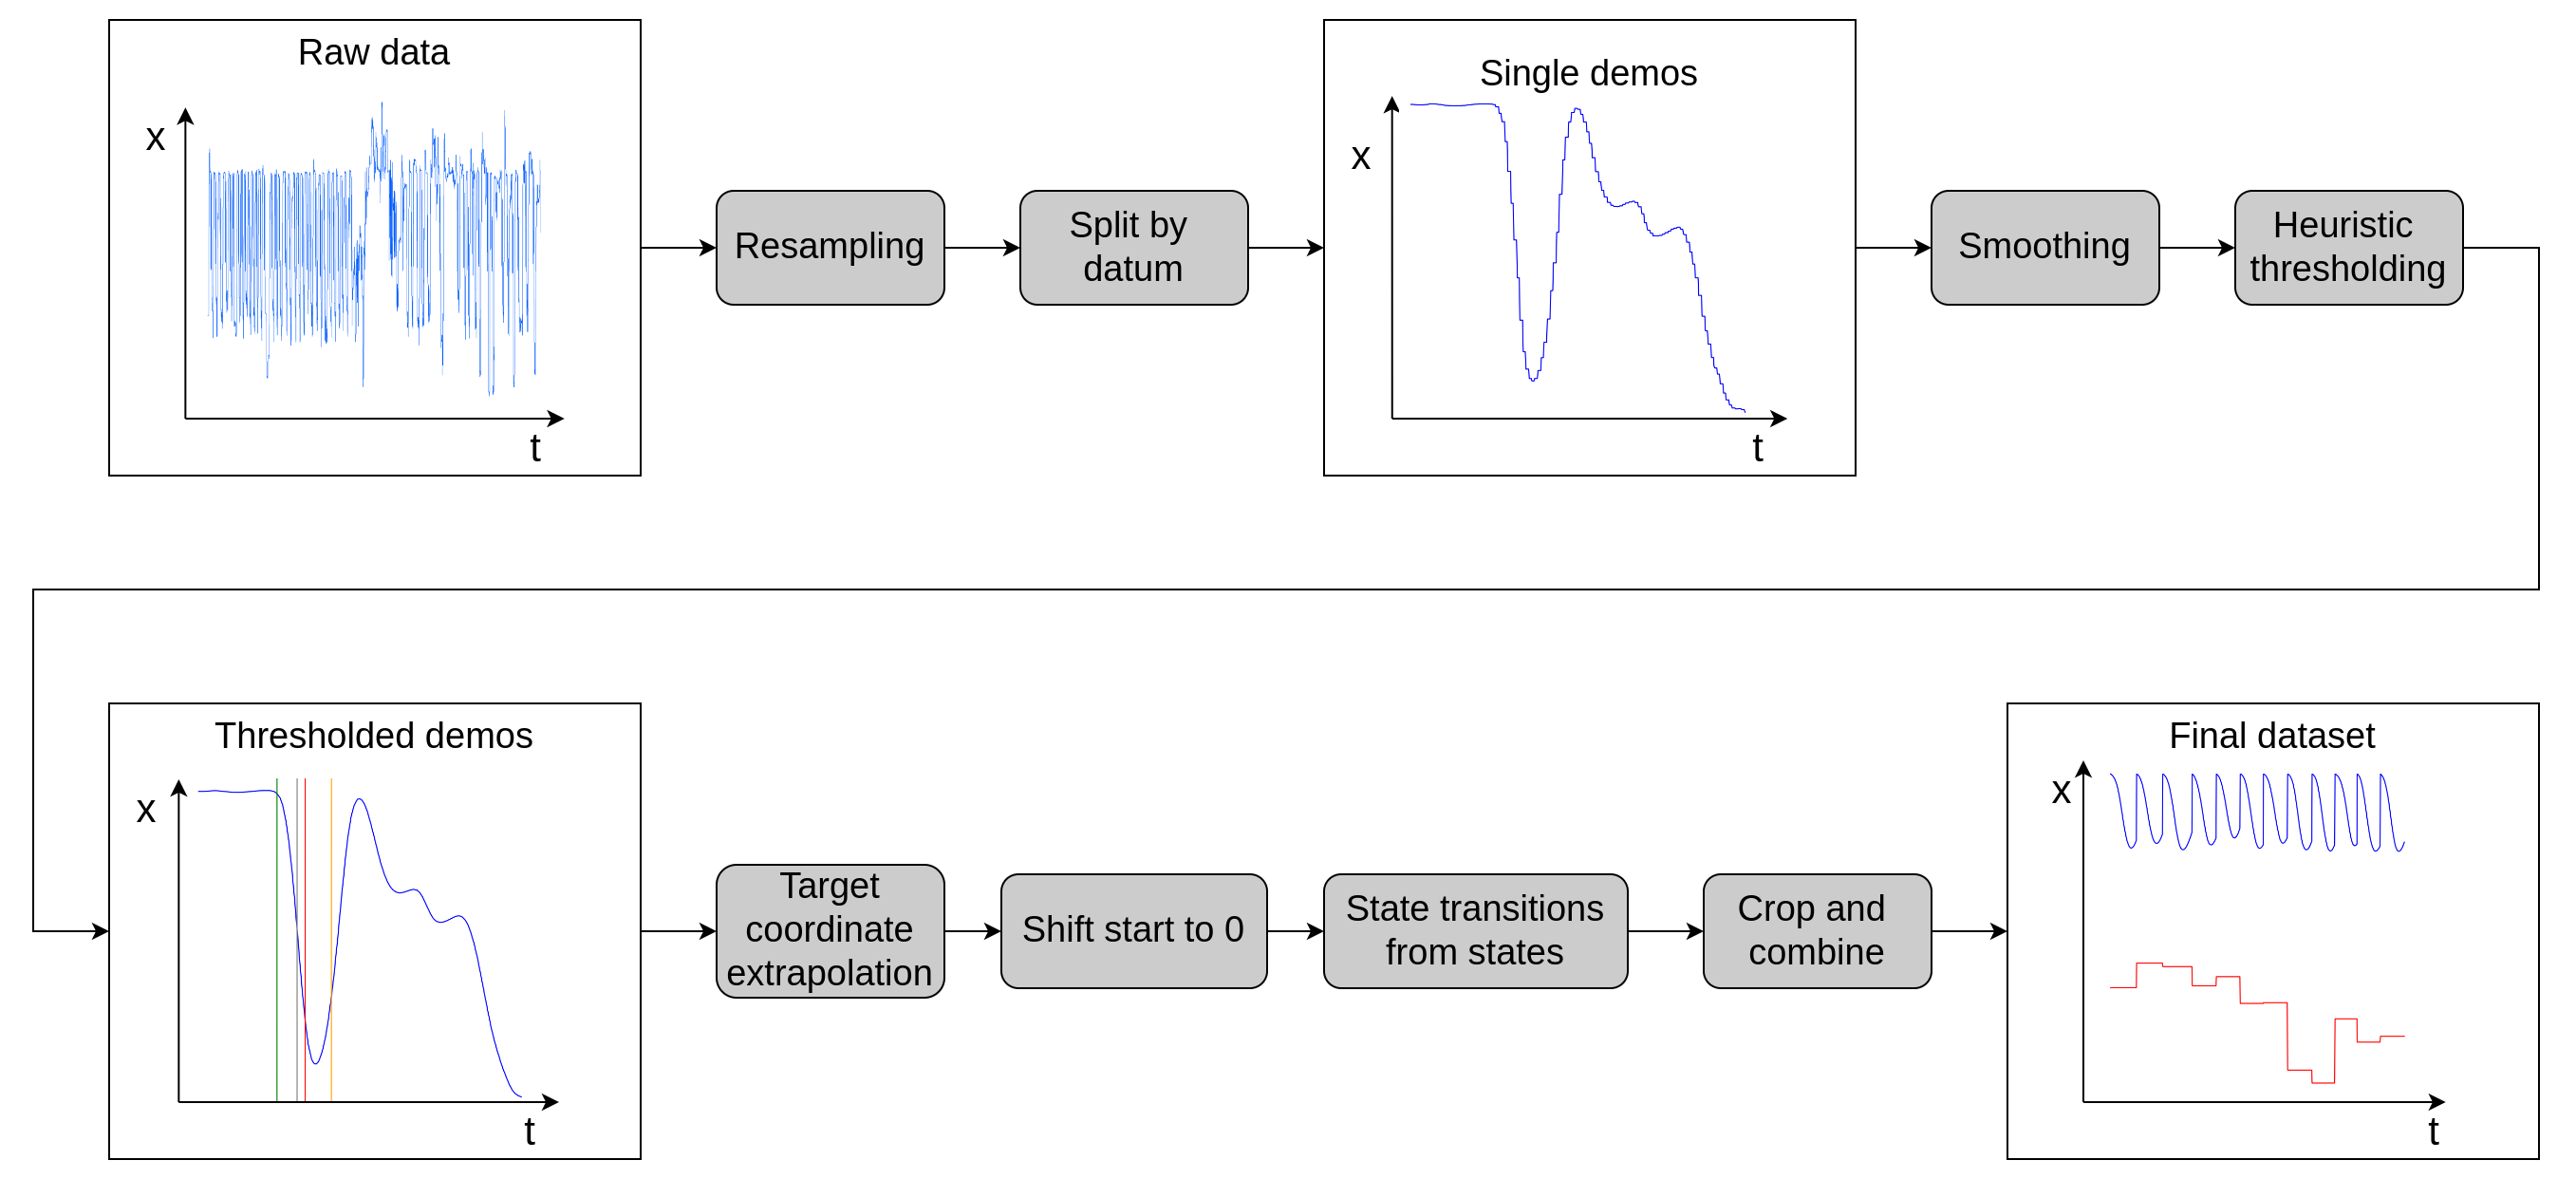 Raw data
x
t
Resampling
Split by
datum
Single demos
x
t
Smoothing
Heuristic
thresholding
Thresholded demos
x
t
Target
coordinate
extrapolation
Shift start to 0
State transitions
from states
Crop and
combine
Final dataset
x
t